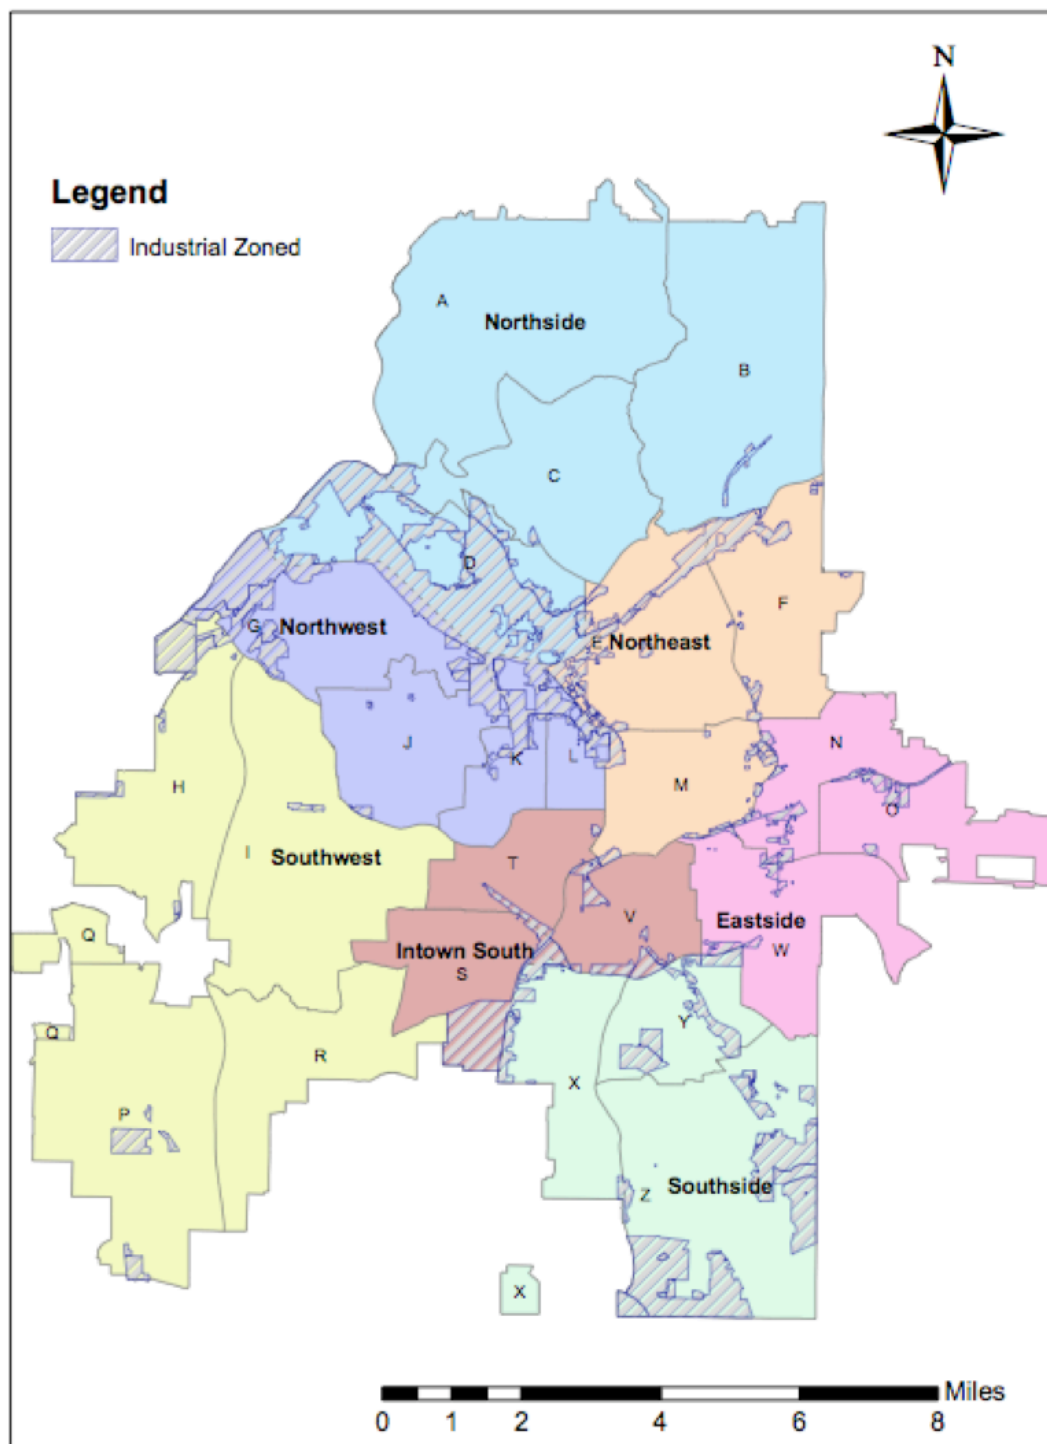 N
Legend
Industrial Zoned
A
Northside
B
C
D
F
G
Northwest
E
Northeast
N
J
K
L
H
M
O
I
Southwest
T
V
Eastside
Q
Intown South
W
S
Q
Y
R
X
P
Southside
Z
X
Miles
0 1 2 4 6 8